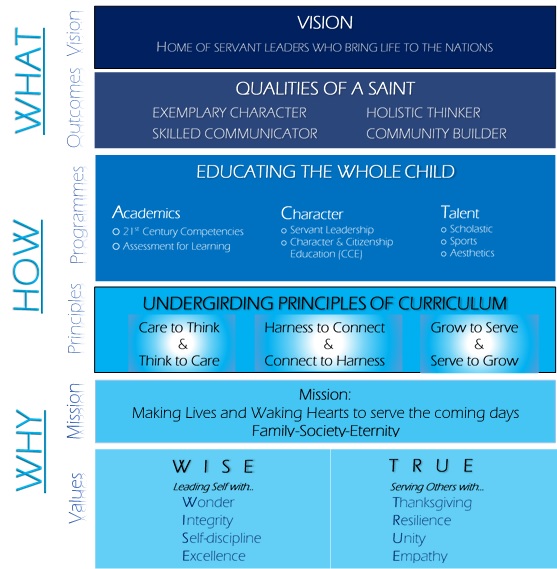 WHAT
Vision
VISION
HOME OF SERVANT LEADERS WHO BRING LIFE TO THE NATIONS
Outcomes
QUALITIES OF A SAINT
EXEMPLARY CHARACTER HOLISTIC THINKER
SKILLED COMMUNICATOR COMMUNITY BUILDER
HOW
Programmes
EDUCATING THE WHOLE CHILD
Academics
21st Century Competencies
Assessment for Learning
Character
Servant Leadership
Character & Citizenship
Education (CCE)
Talent
Scholastic
Sports
Aesthetics
Principles
UNDERGIRDING PRINCIPLES OF CURRICULUM
Care to Think
&
Think to Care
Harness to Connect
&
Connect to Harness
Grow to Serve
&
Serve to Grow
WHY
Mission
Mission:
Making Lives and Waking Hearts to serve the coming days
Family-Society-Eternity
Values
W I S E
Leading Self with..
Wonder
Integrity
Self-discipline
Excellence
T R U E
Serving Others with...
Thanksgiving
Resilience
Unity
Empathy